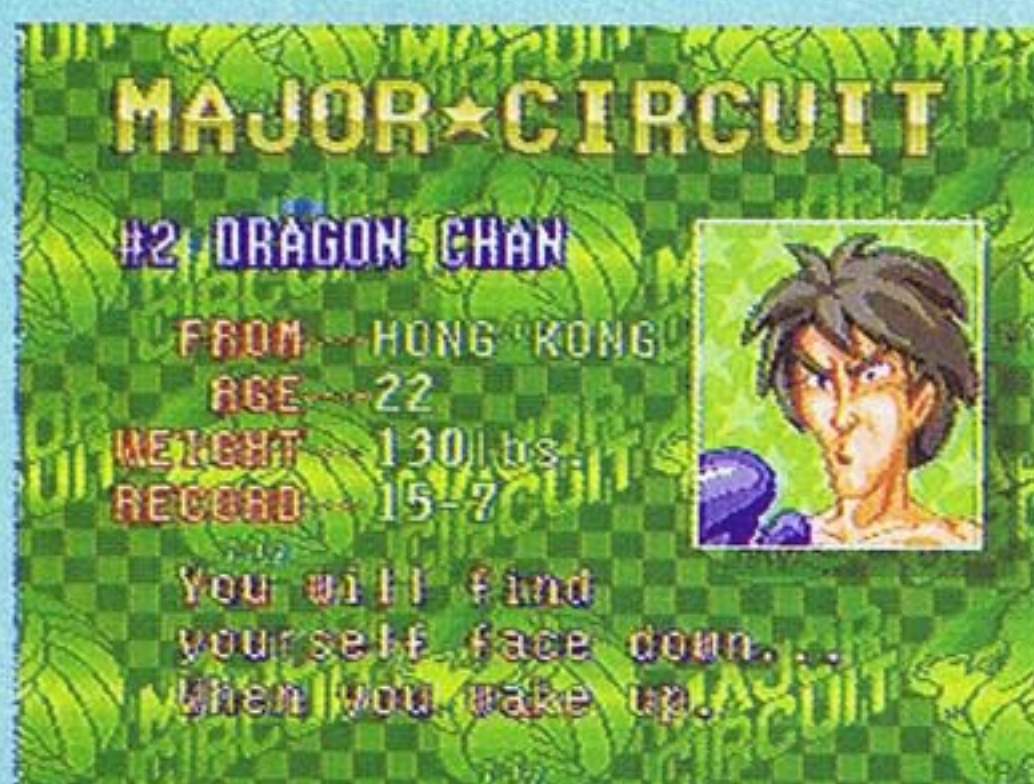 MAJOR★CIRCUIT
#2 DRAGON CHAN
FROM HONG KONG
AGE 22
WEIGHT 130lbs.
RECORD 15-7
You will find
yourself face down...
When you wake up.